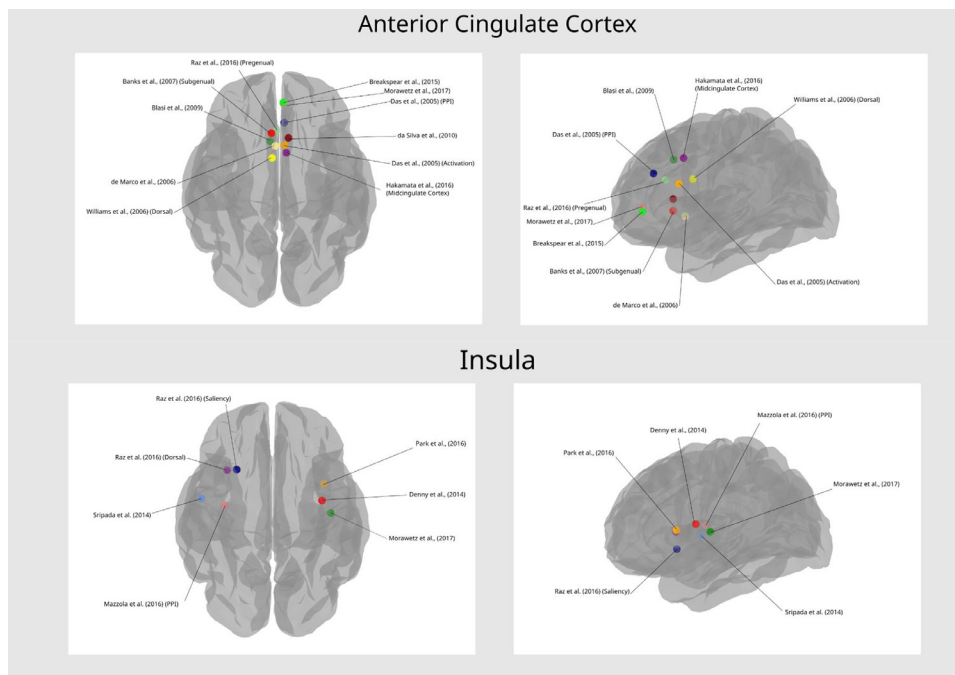 Anterior Cingulate Cortex
Raz et al., (2016) (Pregenual)
Banks et al., (2007) (Subgenual)
Blasi et al., 2009
de Marco et al., (2006)
Williams et al., (2006) (Dorsal)
Breakspear et al., (2015)
Morawetz et al., (2017)
Das et al., (2005) (PPI)
da Silva et al., (2010)
Das et al., (2005) (Activation)
Hakamata et al., (2016)
(Midcingulate Cortex)
Hakamata et al., (2016)
(Midcingulate Cortex)
Blasi et al., 2009
Williams et al., (2006) (Dorsal)
Das et al., (2005) (PPI)
Raz et al., (2016) (Pregenual)
Morawetz et al., (2017)
Breakspear et al., (2015)
Banks et al., (2007) (Subgenual)
Das et al., (2005) (Activation)
de Marco et al., (2006)
Insula
Raz et al. (2016) (Saliency)
Raz et al. (2016) (Dorsal)
Sripada et al. (2014)
Mazzola et al. (2016) (PPI)
Park et al., (2016)
Denny et al., (2014)
Morawetz et al., (2017)
Mazzola et al. (2016) (PPI)
Denny et al., (2014)
Park et al., (2016)
Morawetz et al., (2017)
Raz et al. (2016) (Saliency)
Sripada et al. (2014)